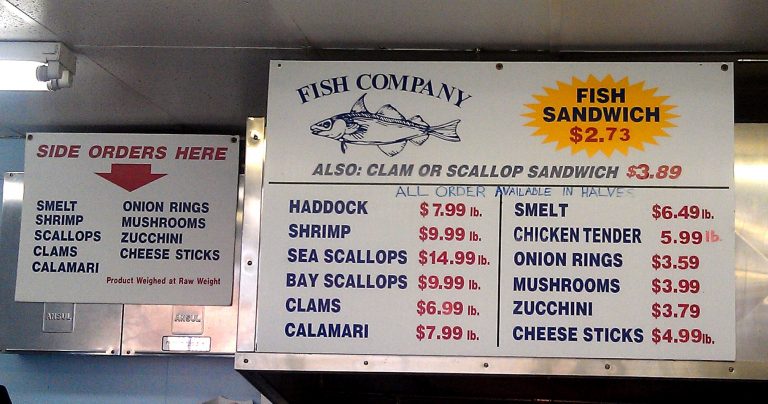 SIDE ORDERS HERE
SMELT
SHRIMP
SCALLOPS
CLAMS
CALAMARI
ONION RINGS
MUSHROOMS
ZUCCHINI
CHEESE STICKS
Product Weighed at Raw Weight
ANSUL
ANSUL
FISH COMPANY
FISH
SANDWICH
$2.73
ALSO: CLAM OR SCALLOP SANDWICH $3.89
ALL ORDER AVAILABLE IN HALVES
HADDOCK $7.99 lb.
SHRIMP $9.99 lb.
SEA SCALLOPS $14.99 lb.
BAY SCALLOPS $9.99 lb.
CLAMS $6.99 lb.
CALAMARI $7.99 lb.
SMELT $6.49 lb.
CHICKEN TENDER 5.99 lb.
ONION RINGS $3.59
MUSHROOMS $3.99
ZUCCHINI $3.79
CHEESE STICKS $4.99 lb.